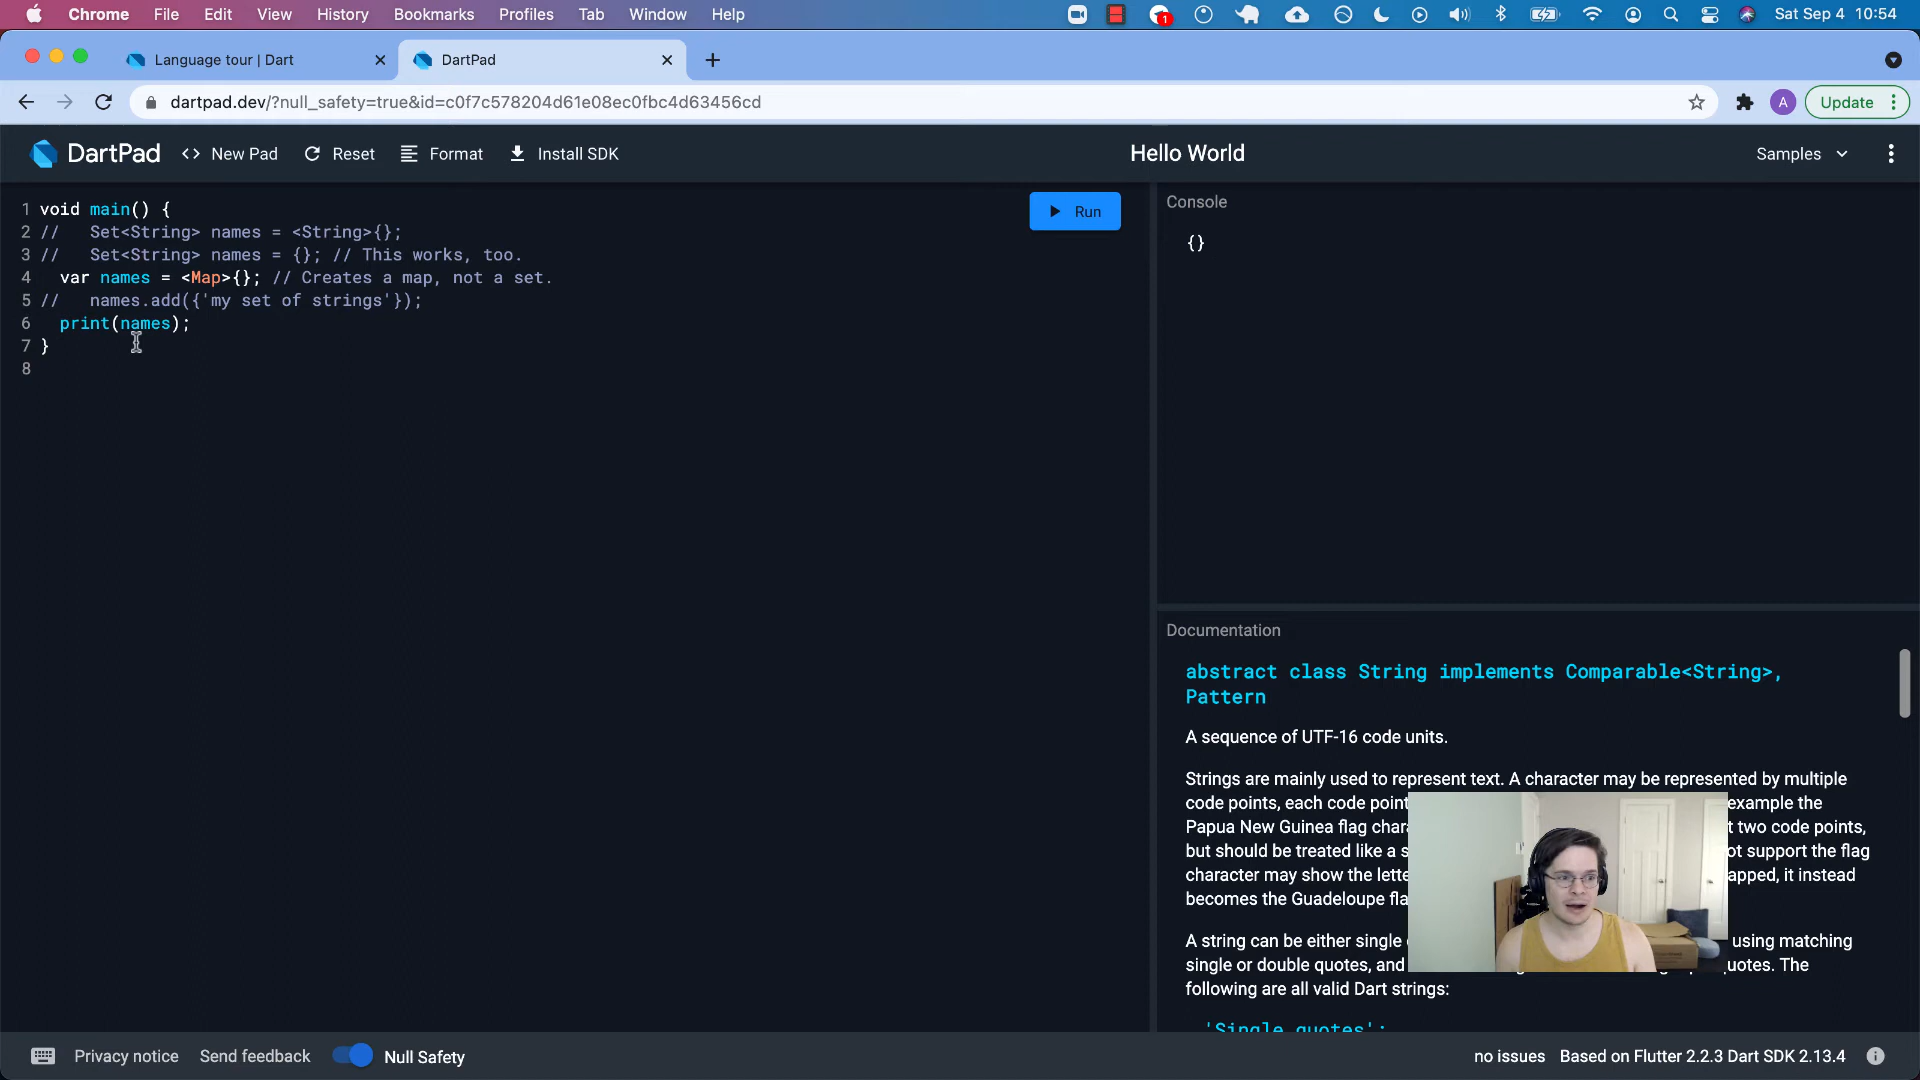 Chrome File Edit View History Bookmarks Profiles Tab Window Help 1 Sat Sep 4 10:54
Language tour | Dart DartPad
dartpad.dev/?null_safety=true&id=c0f7c578204d61e08ec0fbc4d63456cd A Update
DartPad <> New Pad Reset Format Install SDK Hello World Samples
1 void main() {
2 //   Set<String> names = <String>{};
3 //   Set<String> names = {}; // This works, too.
4   var names = <Map>{}; // Creates a map, not a set.
5 //   names.add({'my set of strings'});
6   print(names);
7 }
8
Run
Console
{}
Documentation
abstract class String implements Comparable<String>,
Pattern
A sequence of UTF-16 code units.
Strings are mainly used to represent text. A character may be represented by multiple
code points, each code point example the
Papua New Guinea flag two code points,
but should be treated like a support the flag
character may show the it instead
becomes the Guadeloupe
A string can be either single using matching
single or double quotes, and The
following are all valid Dart strings:
'Single quotes';
Privacy notice Send feedback Null Safety no issues Based on Flutter 2.2.3 Dart SDK 2.13.4